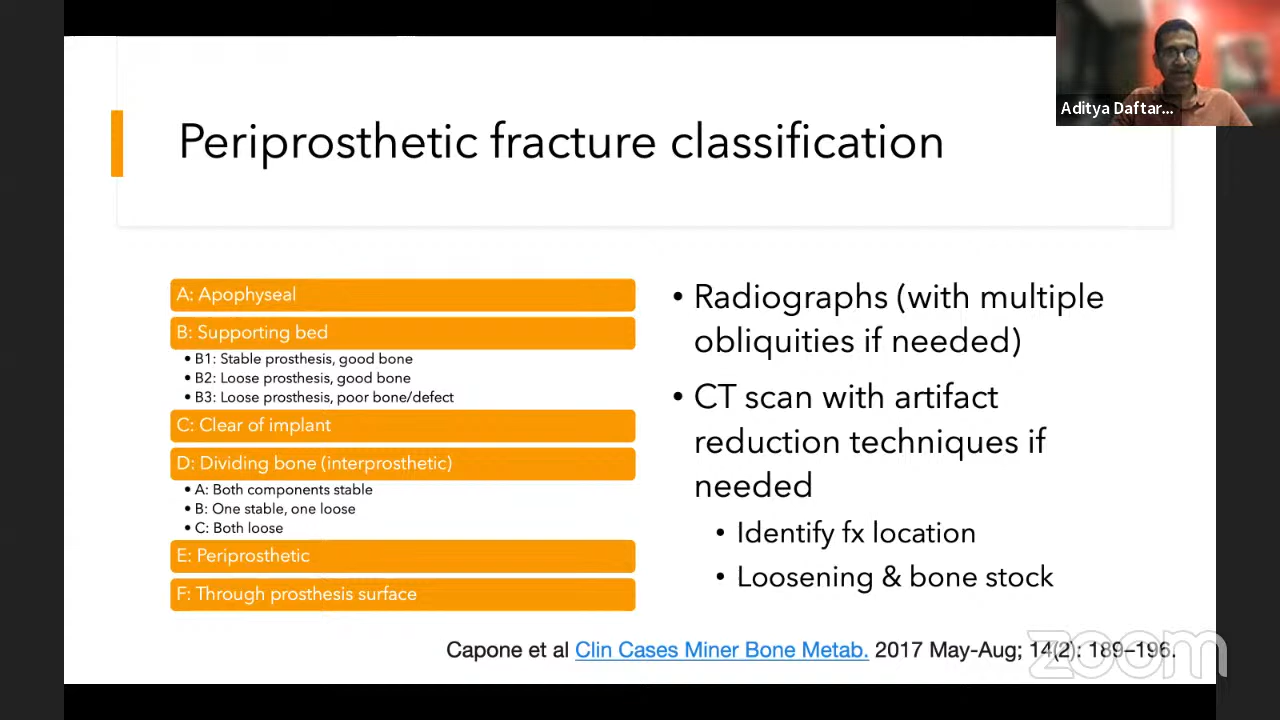 Aditya Daftar...
Periprosthetic fracture classification
A: Apophyseal
B: Supporting bed
• B1: Stable prosthesis, good bone
• B2: Loose prosthesis, good bone
• B3: Loose prosthesis, poor bone/defect
C: Clear of implant
D: Dividing bone (interprosthetic)
• A: Both components stable
• B: One stable, one loose
• C: Both loose
E: Periprosthetic
F: Through prosthesis surface
• Radiographs (with multiple
obliquities if needed)
• CT scan with artifact
reduction techniques if
needed
• Identify fx location
• Loosening & bone stock
Capone et al Clin Cases Miner Bone Metab. 2017 May-Aug; 14(2): 189–196.
zoom